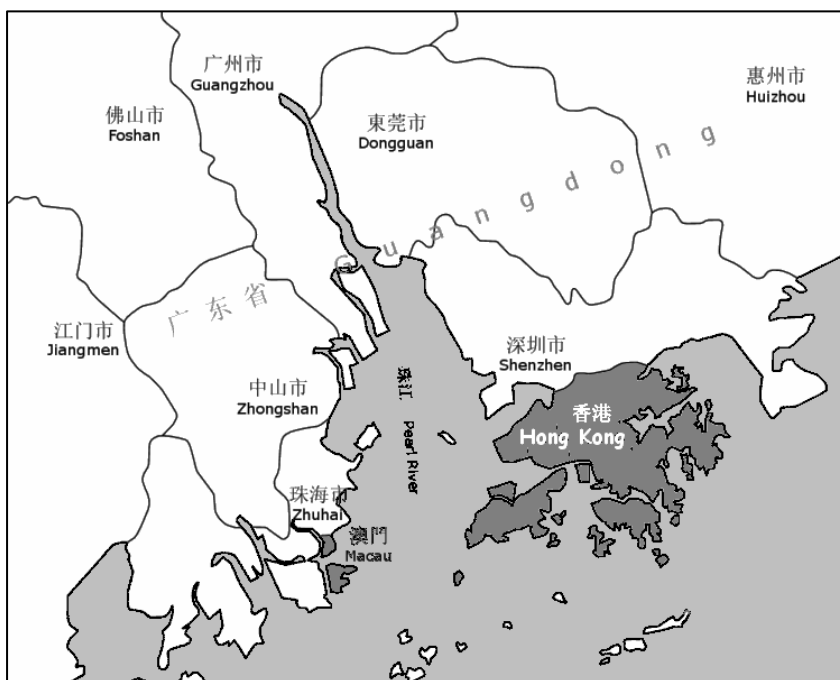 广州市
Guangzhou
惠州市
Huizhou
佛山市
Foshan
東莞市
Dongguan
Guangdong
广东省
江门市
Jiangmen
深圳市
Shenzhen
中山市
Zhongshan
珠江
Pearl River
香港
Hong Kong
珠海市
Zhuhai
澳門
Macau